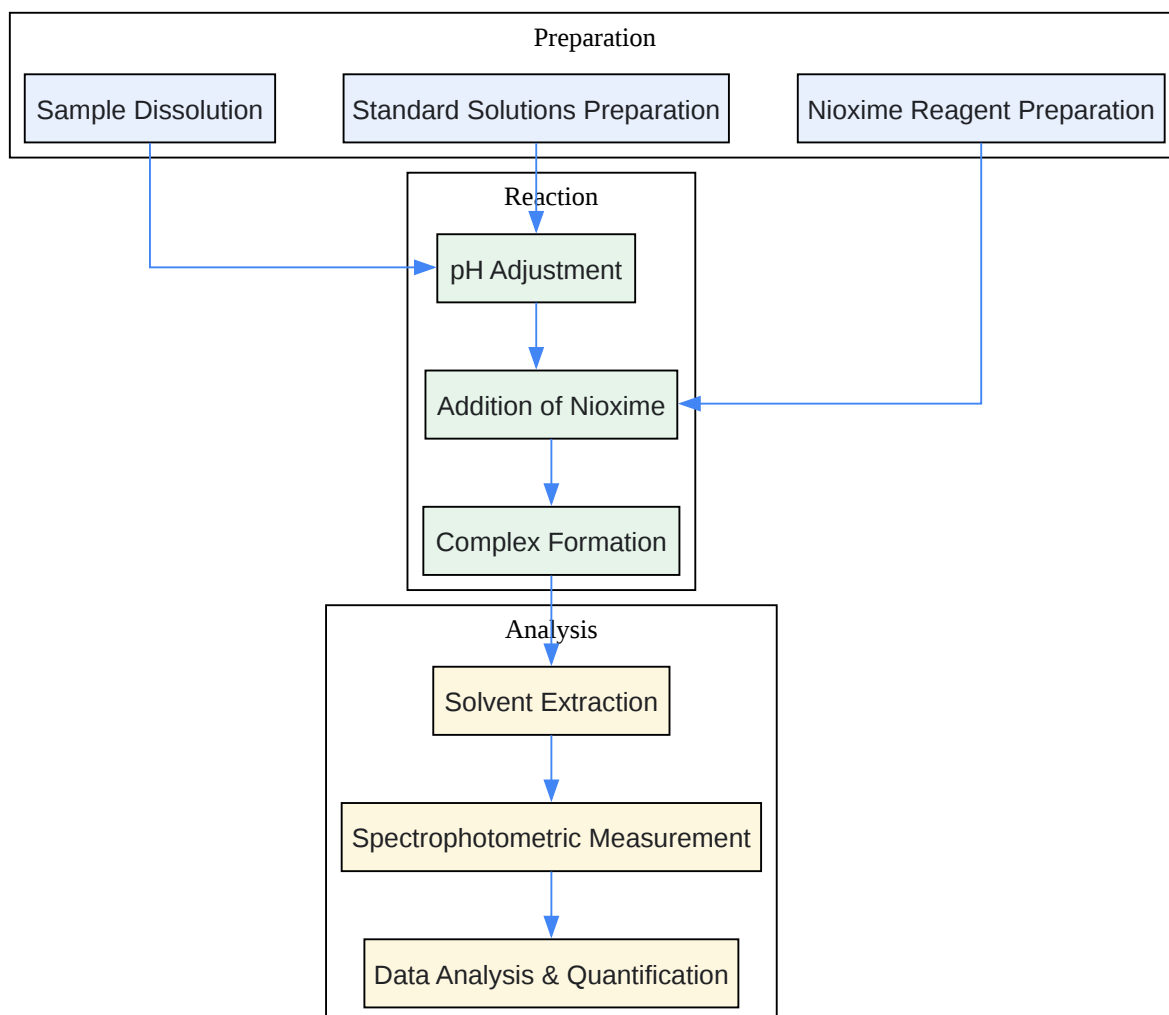 Preparation
Sample Dissolution
Standard Solutions Preparation
Nioxime Reagent Preparation
Reaction
pH Adjustment
Addition of Nioxime
Complex Formation
Analysis
Solvent Extraction
Spectrophotometric Measurement
Data Analysis & Quantification